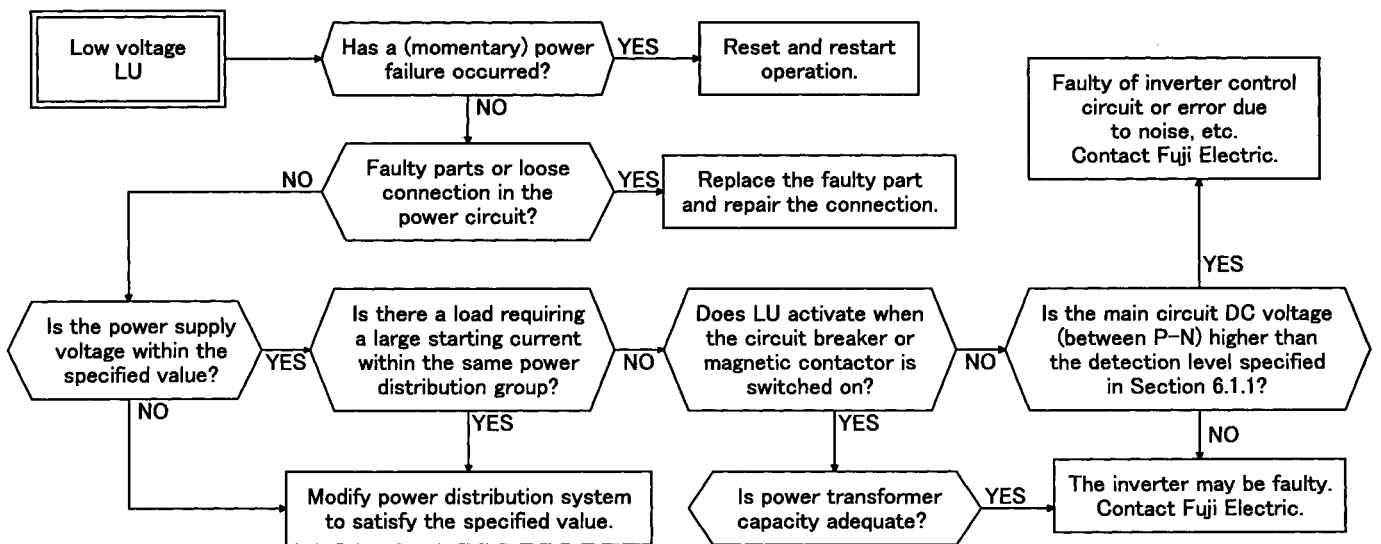 Low voltage
LU
Has a (momentary) power
failure occurred?
YES
Reset and restart
operation.
NO
Faulty of inverter control
circuit or error due
to noise, etc.
Contact Fuji Electric.
NO
Faulty parts or loose
connection in the
power circuit?
YES
Replace the faulty part
and repair the connection.
YES
Is the power supply
voltage within the
specified value?
YES
Is there a load requiring
a large starting current
within the same power
distribution group?
NO
Does LU activate when
the circuit breaker or
magnetic contactor is
switched on?
NO
Is the main circuit DC voltage
(between P-N) higher than
the detection level specified
in Section 6.1.1?
NO
YES
YES
NO
Modify power distribution system
to satisfy the specified value.
Is power transformer
capacity adequate?
YES
The inverter may be faulty.
Contact Fuji Electric.